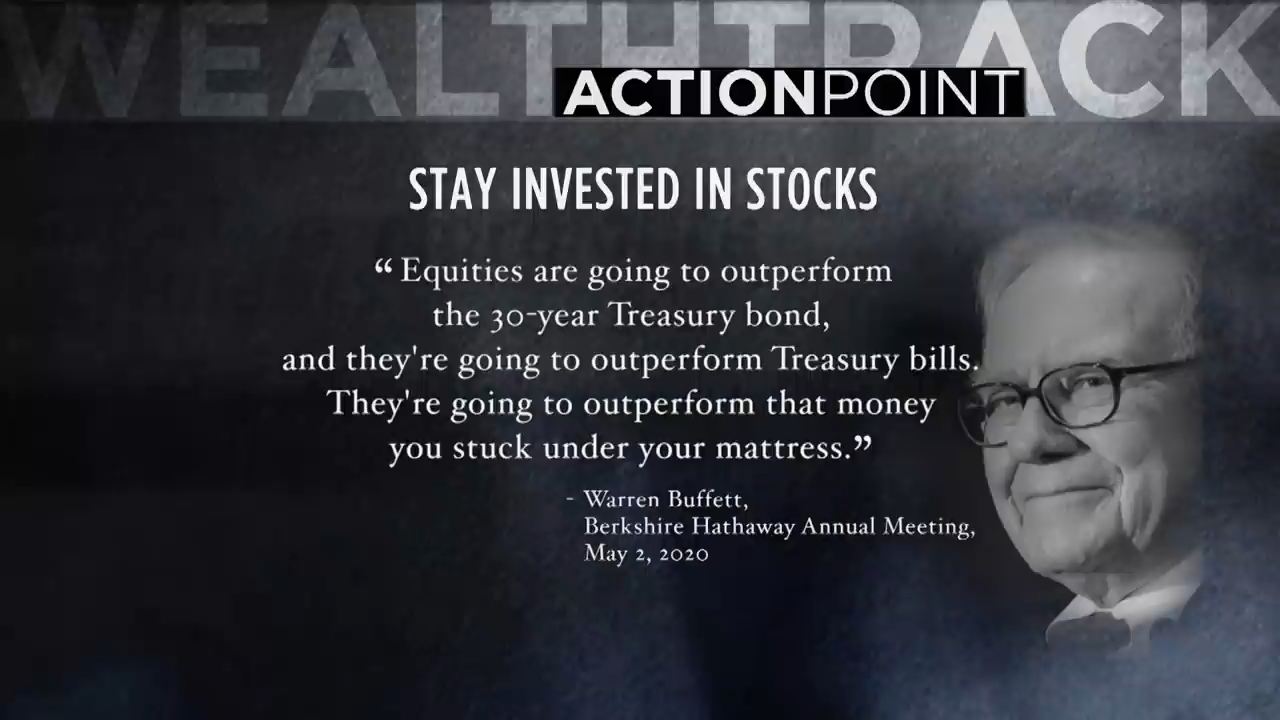 WEALTHTRACK
ACTIONPOINT
STAY INVESTED IN STOCKS
“ Equities are going to outperform
the 30-year Treasury bond,
and they're going to outperform Treasury bills.
They're going to outperform that money
you stuck under your mattress.”
- Warren Buffett,
Berkshire Hathaway Annual Meeting,
May 2, 2020